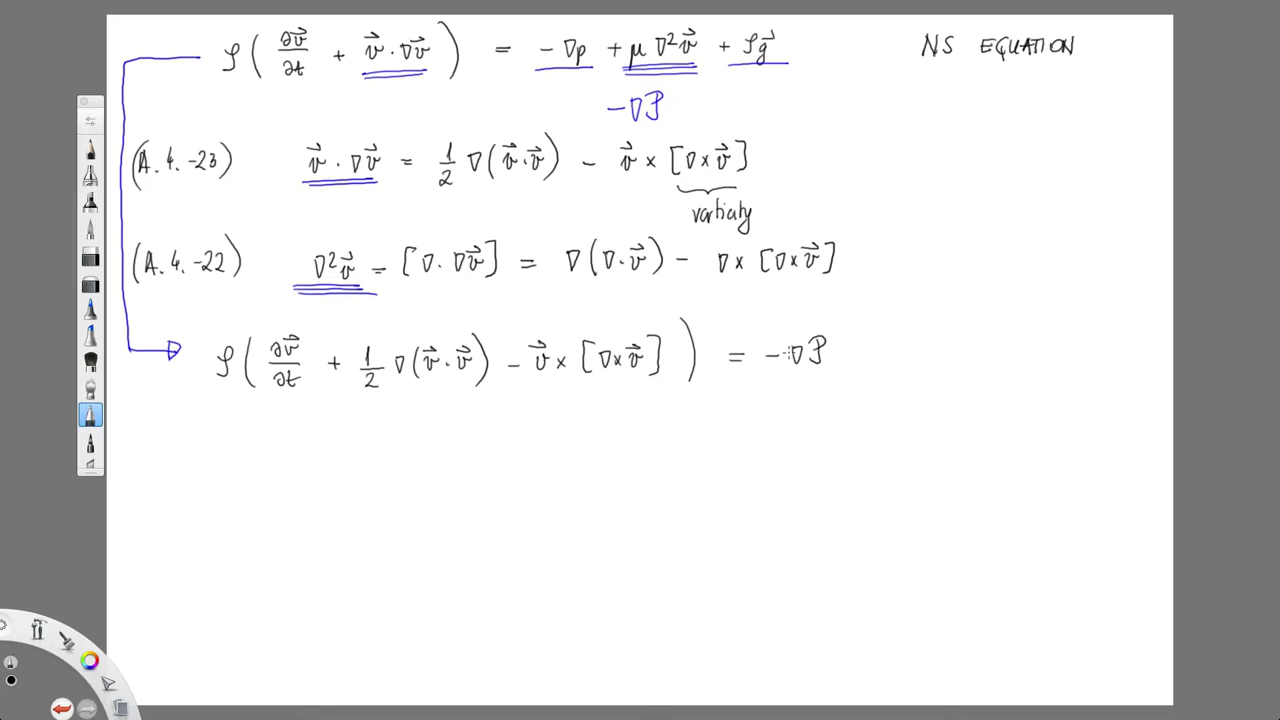 ρ( ∂v⃗/∂t + v⃗ · ∇v⃗ ) = − ∇p + μ ∇²v⃗ + ρg⃗ NS EQUATION
−∇𝒫
(A.4.-23) v⃗ · ∇v⃗ = 1/2 ∇(v⃗·v⃗) − v⃗ × [∇×v⃗]
vorticity
(A.4.-22) ∇²v⃗ = [∇ · ∇v⃗] = ∇(∇·v⃗) − ∇× [∇×v⃗]
ρ( ∂v⃗/∂t + 1/2 ∇(v⃗·v⃗) − v⃗ × [∇×v⃗] ) = −∇𝒫